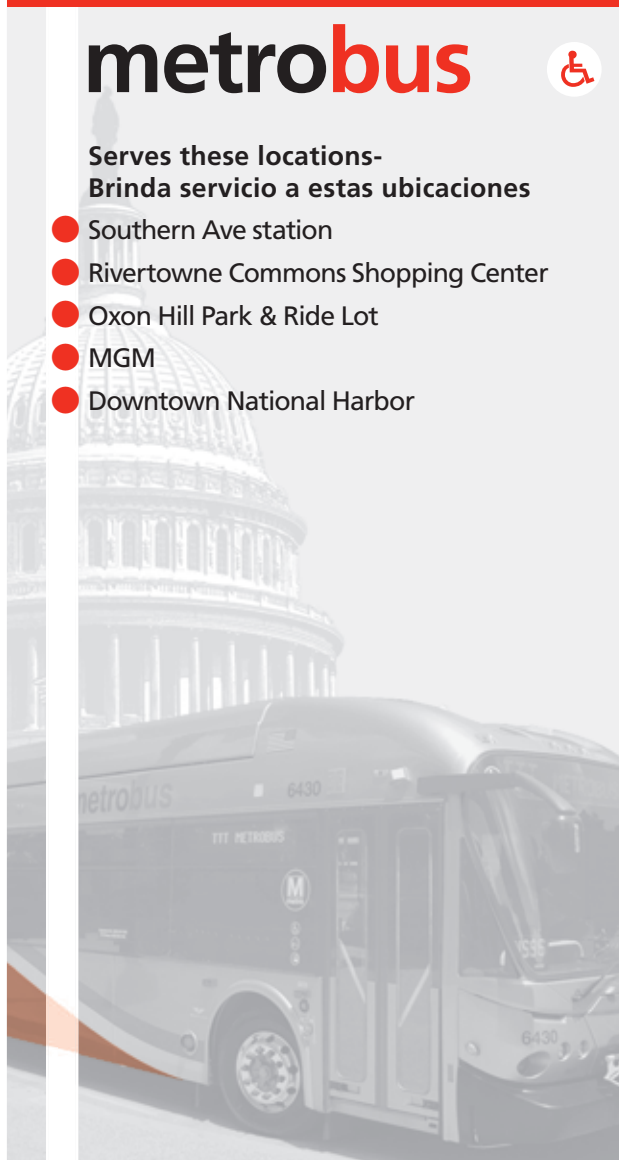 metrobus
Serves these locations-
Brinda servicio a estas ubicaciones
Southern Ave station
Rivertowne Commons Shopping Center
Oxon Hill Park & Ride Lot
MGM
Downtown National Harbor
metrobus
6430
TYT METROBUS
M
6430